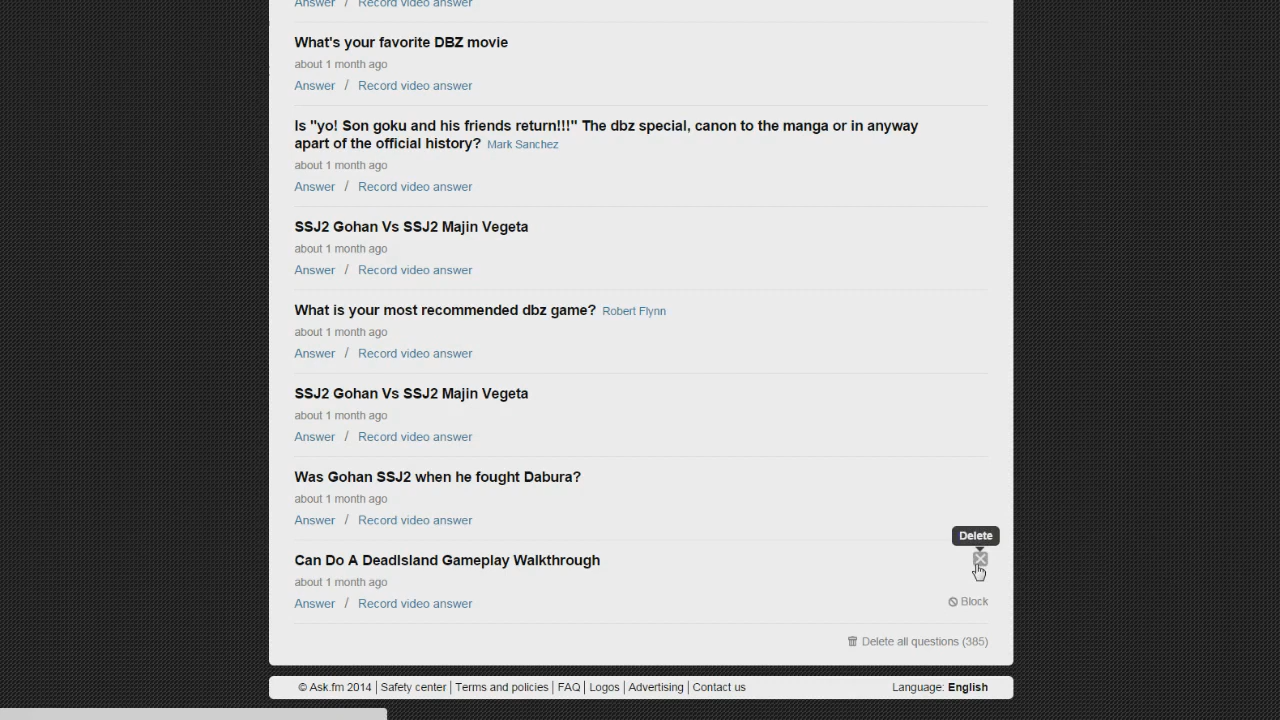 Answer / Record video answer
What's your favorite DBZ movie
about 1 month ago
Answer / Record video answer
Is "yo! Son goku and his friends return!!!" The dbz special, canon to the manga or in anyway
apart of the official history? Mark Sanchez
about 1 month ago
Answer / Record video answer
SSJ2 Gohan Vs SSJ2 Majin Vegeta
about 1 month ago
Answer / Record video answer
What is your most recommended dbz game? Robert Flynn
about 1 month ago
Answer / Record video answer
SSJ2 Gohan Vs SSJ2 Majin Vegeta
about 1 month ago
Answer / Record video answer
Was Gohan SSJ2 when he fought Dabura?
about 1 month ago
Answer / Record video answer
Delete
Can Do A DeadIsland Gameplay Walkthrough
about 1 month ago
Answer / Record video answer
Block
Delete all questions (385)
© Ask.fm 2014 | Safety center | Terms and policies | FAQ | Logos | Advertising | Contact us
Language: English